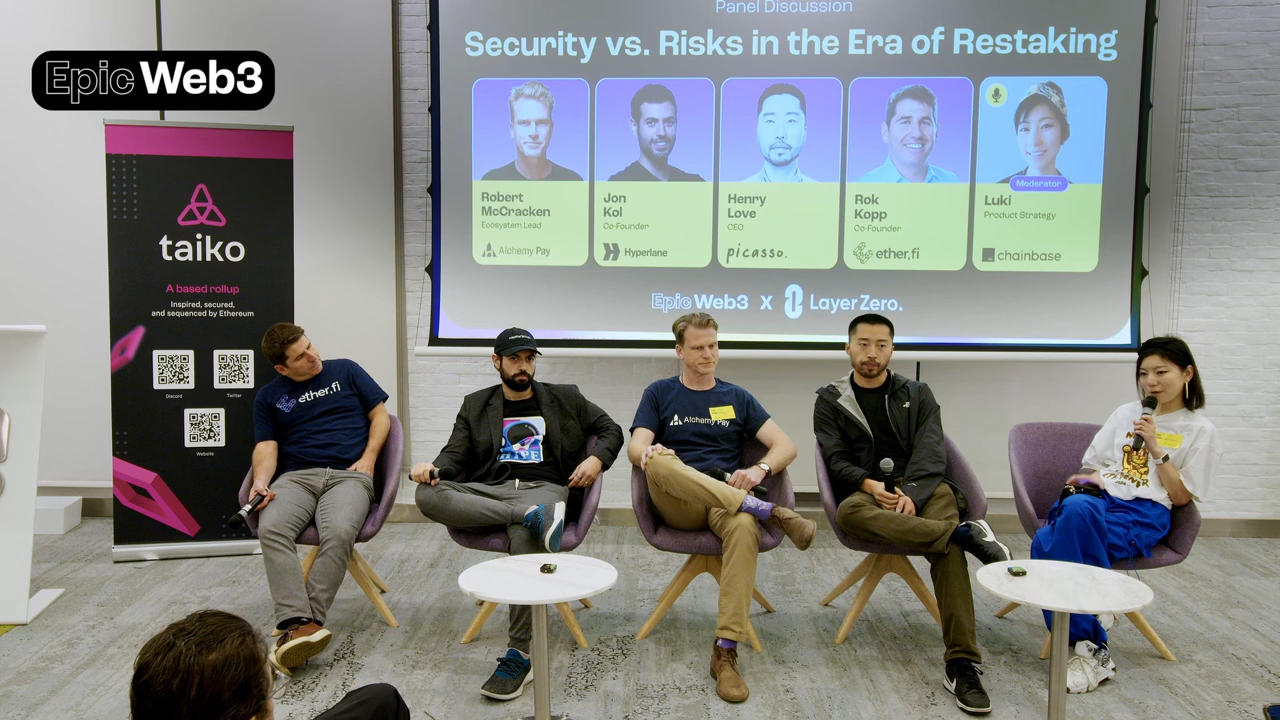 Epic Web3
Panel Discussion
Security vs. Risks in the Era of Restaking
Robert
McCracken
Ecosystem Lead
Alchemy Pay
Jon
Kol
Co-Founder
Hyperlane
Henry
Love
CEO
picasso.
Rok
Kopp
Co-Founder
ether.fi
Moderator
Luki
Product Strategy
chainbase
EpicWeb3 X LayerZero.
taiko
A based rollup
Inspired, secured,
and sequenced by Ethereum
Discord
Twitter
Website
ether.fi
Alchemy Pay